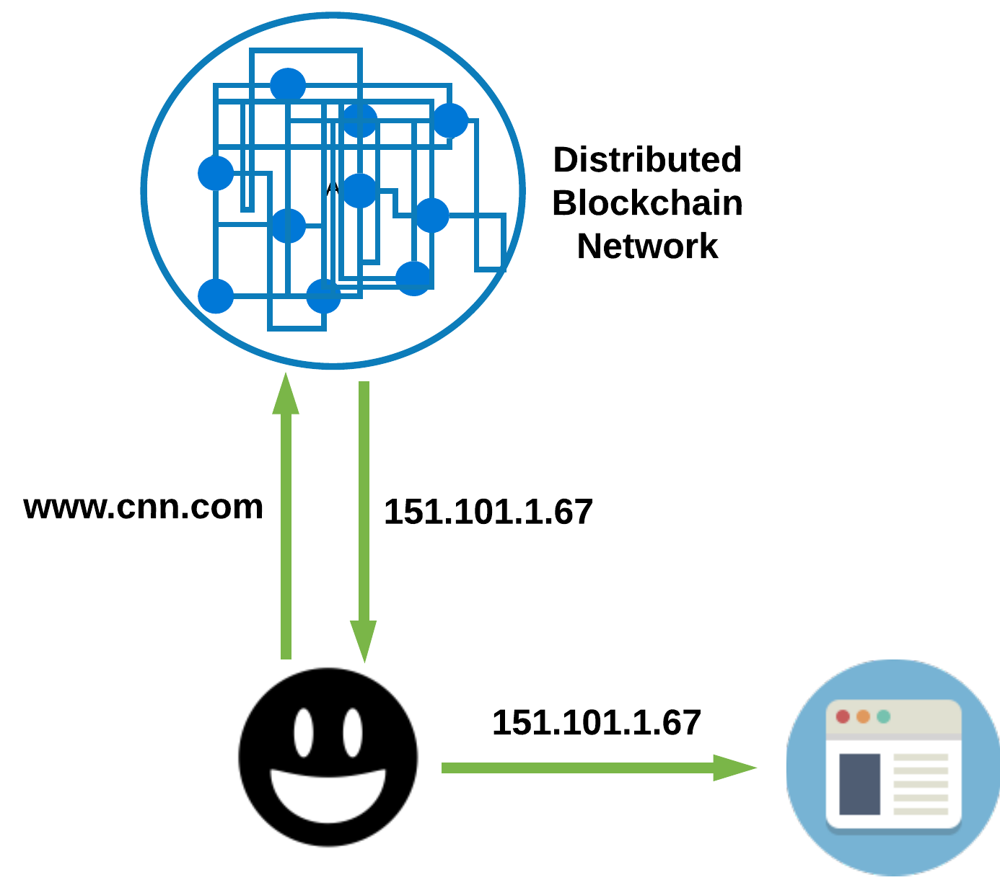 Distributed
Blockchain
Network
A
www.cnn.com
151.101.1.67
151.101.1.67